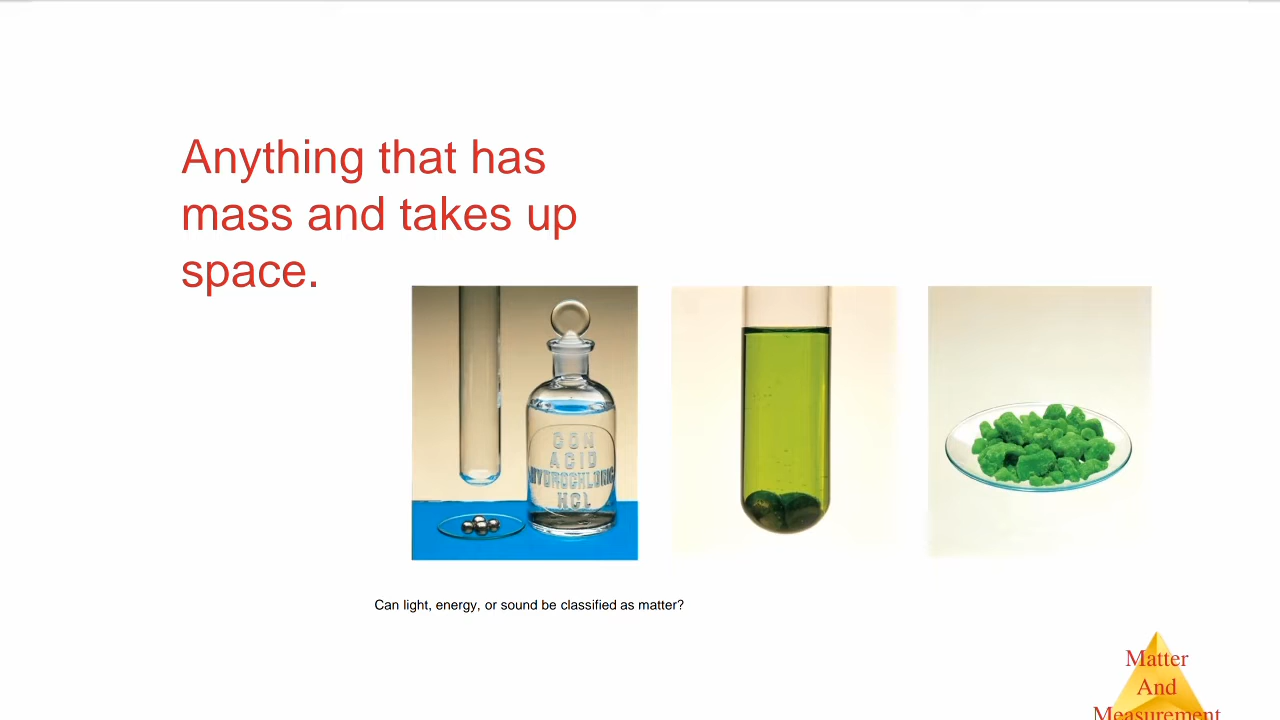 Anything that has
mass and takes up
space.
CON
ACID
HYDROCHLORIC
HCL
Can light, energy, or sound be classified as matter?
Matter
And
Measurement